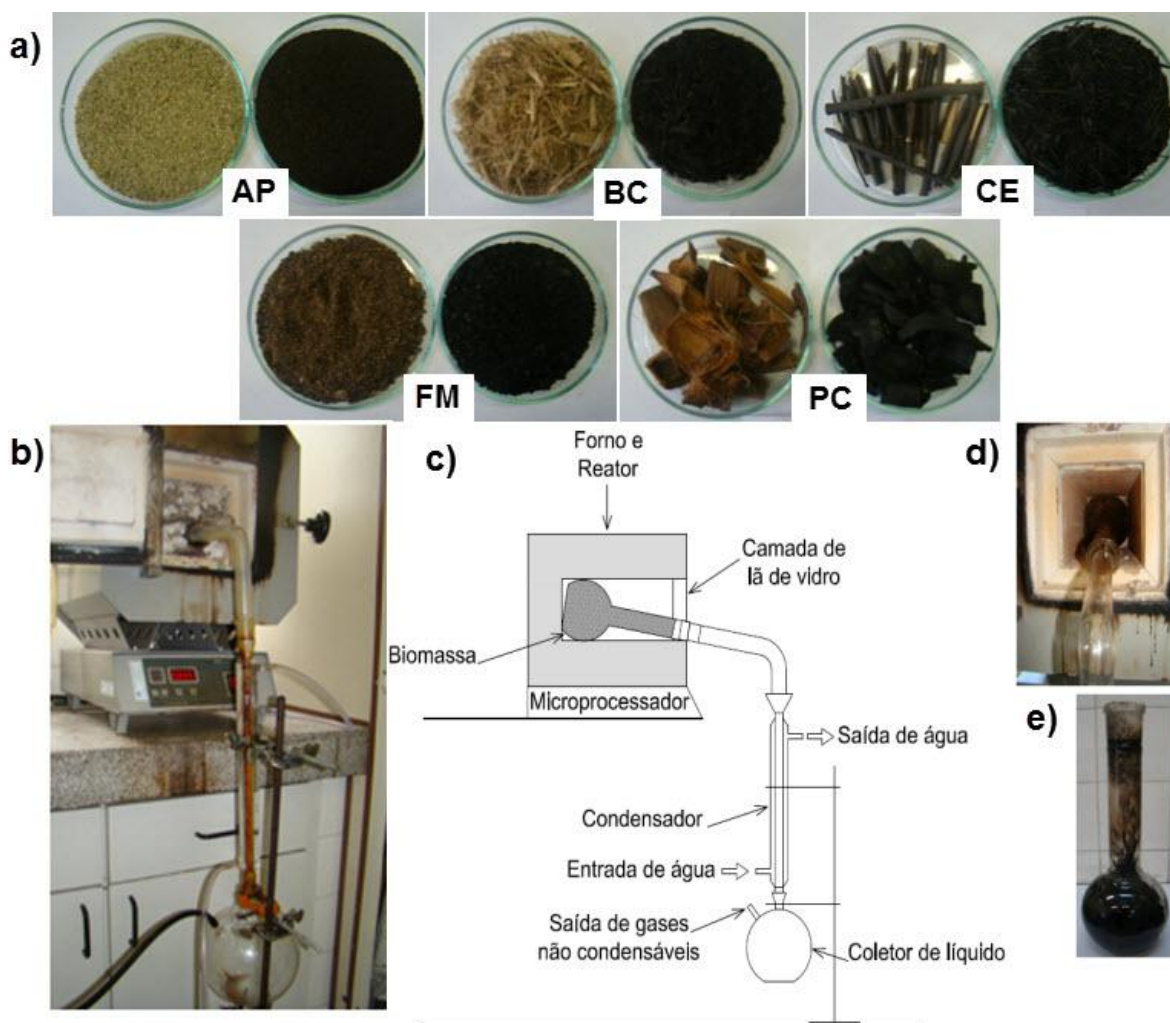 a)
AP
BC
CE
FM
PC
b)
c)
Forno e
Reator
Camada de
lã de vidro
Biomassa
Microprocessador
Saída de água
Condensador
Entrada de água
Saída de gases
não condensáveis
Coletor de líquido
d)
e)